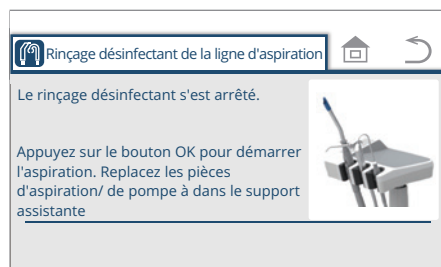 Rinçage désinfectant de la ligne d'aspiration
Le rinçage désinfectant s'est arrêté.
Appuyez sur le bouton OK pour démarrer
l'aspiration. Replacez les pièces
d'aspiration/ de pompe à dans le support
assistante